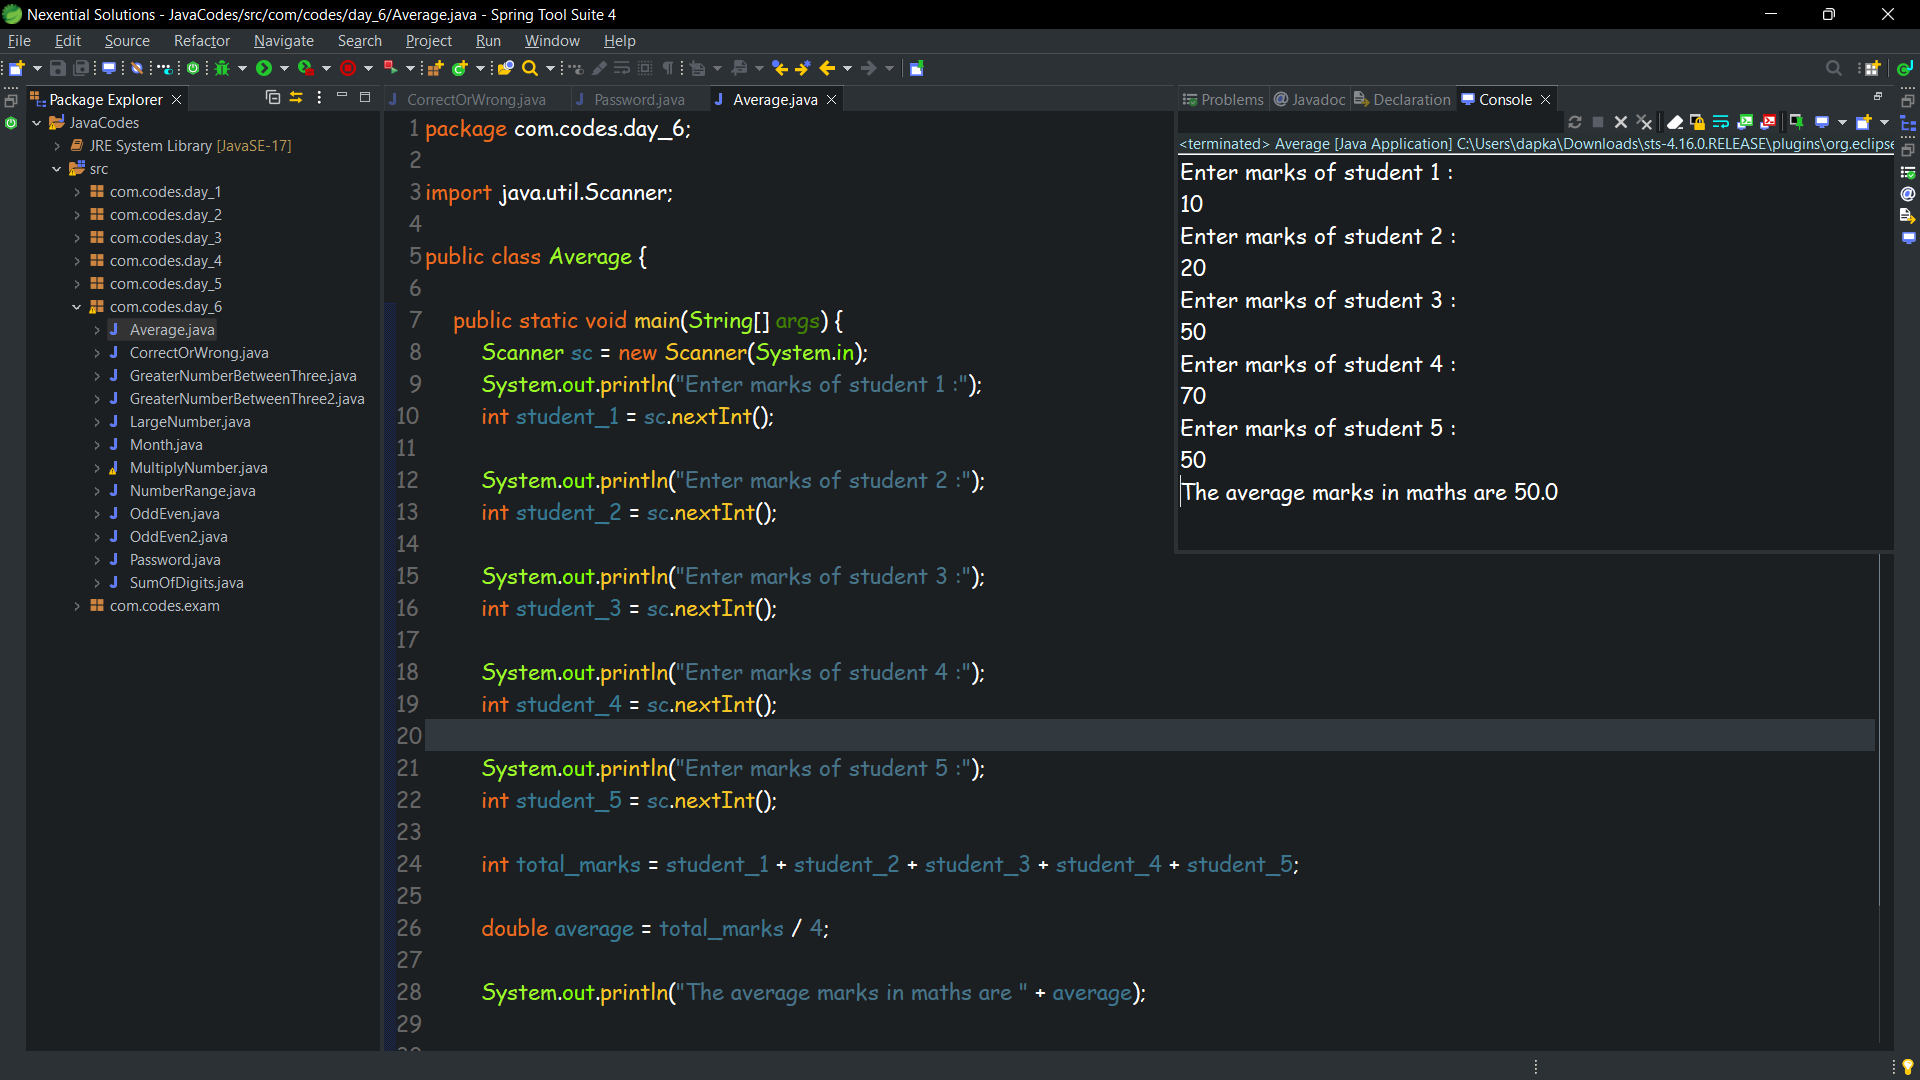 Nexential Solutions - JavaCodes/src/com/codes/day_6/Average.java - Spring Tool Suite 4
File Edit Source Refactor Navigate Search Project Run Window Help
Package Explorer
JavaCodes
JRE System Library [JavaSE-17]
src
com.codes.day_1
com.codes.day_2
com.codes.day_3
com.codes.day_4
com.codes.day_5
com.codes.day_6
Average.java
CorrectOrWrong.java
GreaterNumberBetweenThree.java
GreaterNumberBetweenThree2.java
LargeNumber.java
Month.java
MultiplyNumber.java
NumberRange.java
OddEven.java
OddEven2.java
Password.java
SumOfDigits.java
com.codes.exam
CorrectOrWrong.java Password.java Average.java
1 package com.codes.day_6;
2
3 import java.util.Scanner;
4
5 public class Average {
6
7 public static void main(String[] args) {
8 Scanner sc = new Scanner(System.in);
9 System.out.println("Enter marks of student 1 :");
10 int student_1 = sc.nextInt();
11
12 System.out.println("Enter marks of student 2 :");
13 int student_2 = sc.nextInt();
14
15 System.out.println("Enter marks of student 3 :");
16 int student_3 = sc.nextInt();
17
18 System.out.println("Enter marks of student 4 :");
19 int student_4 = sc.nextInt();
20
21 System.out.println("Enter marks of student 5 :");
22 int student_5 = sc.nextInt();
23
24 int total_marks = student_1 + student_2 + student_3 + student_4 + student_5;
25
26 double average = total_marks / 4;
27
28 System.out.println("The average marks in maths are " + average);
29
Problems Javadoc Declaration Console
<terminated> Average [Java Application] C:\Users\dapka\Downloads\sts-4.16.0.RELEASE\plugins\org.eclipse
Enter marks of student 1 :
10
Enter marks of student 2 :
20
Enter marks of student 3 :
50
Enter marks of student 4 :
70
Enter marks of student 5 :
50
The average marks in maths are 50.0